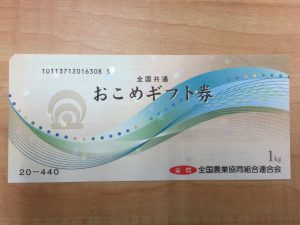 10113712016308 5
全国共通
おこめギフト券
1kg
20-440
全農 全国農業協同組合連合会